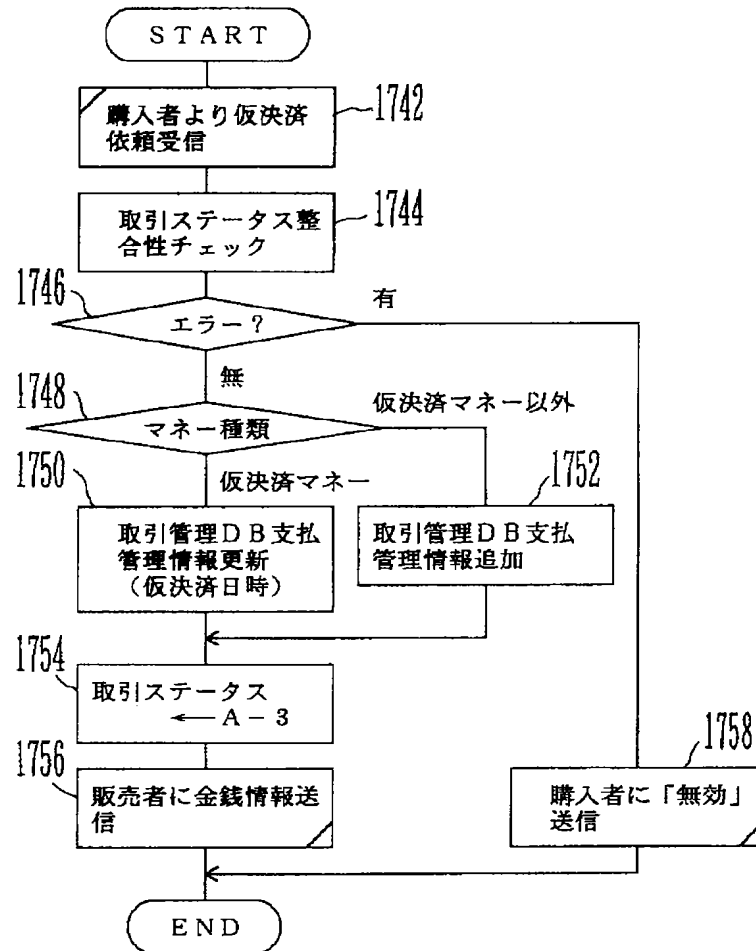 START
購入者より仮決済
依頼受信
1742
取引ステータス整
合性チェック
1744
1746
エラー？
有
無
1748
マネー種類
仮決済マネー以外
仮決済マネー
1750
取引管理DB支払
管理情報更新
（仮決済日時）
1752
取引管理DB支払
管理情報追加
1754
取引ステータス
←A－3
1756
販売者に金銭情報送
信
1758
購入者に「無効」
送信
END